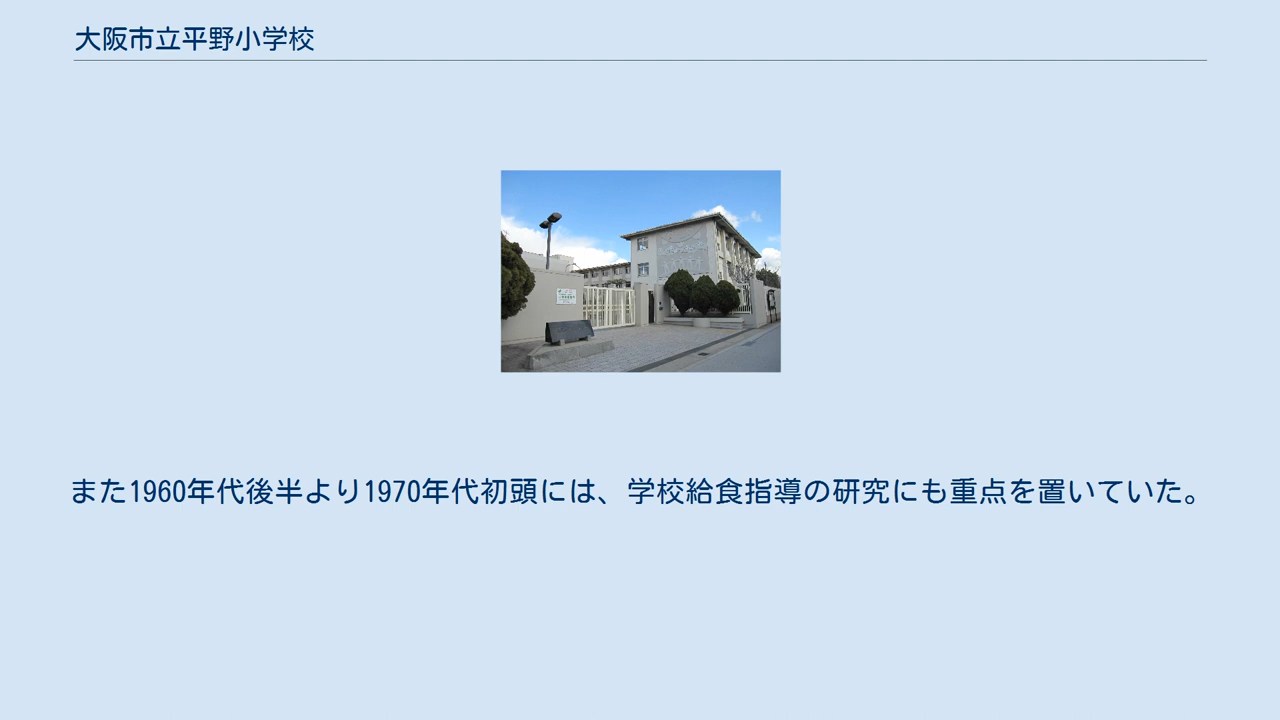 大阪市立平野小学校
また1960年代後半より1970年代初頭には、学校給食指導の研究にも重点を置いていた。